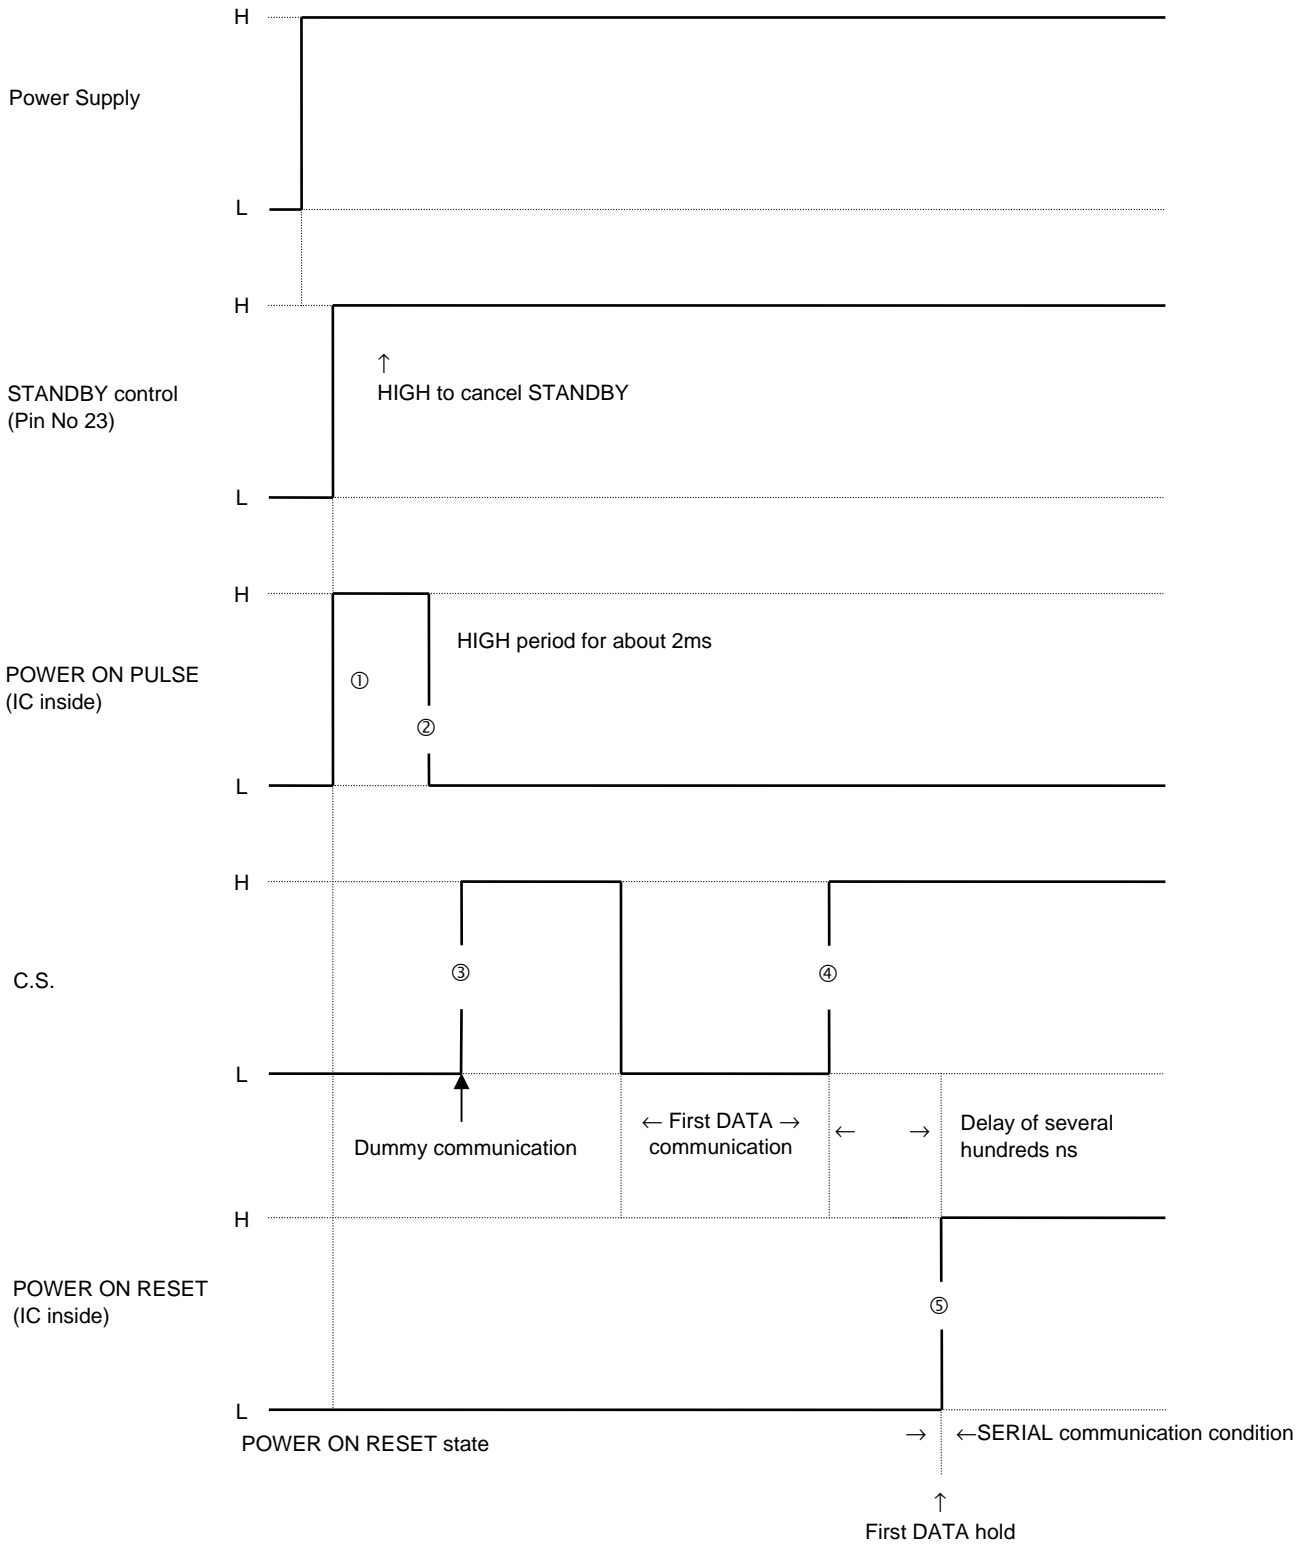 H
Power Supply
L
H
↑
HIGH to cancel STANDBY
STANDBY control
(Pin No 23)
L
H
HIGH period for about 2ms
POWER ON PULSE
(IC inside)
①
②
L
H
C.S.
③
④
L
Dummy communication
← First DATA →
communication
← →
Delay of several
hundreds ns
H
POWER ON RESET
(IC inside)
⑤
L
POWER ON RESET state
→ ←SERIAL communication condition
↑
First DATA hold